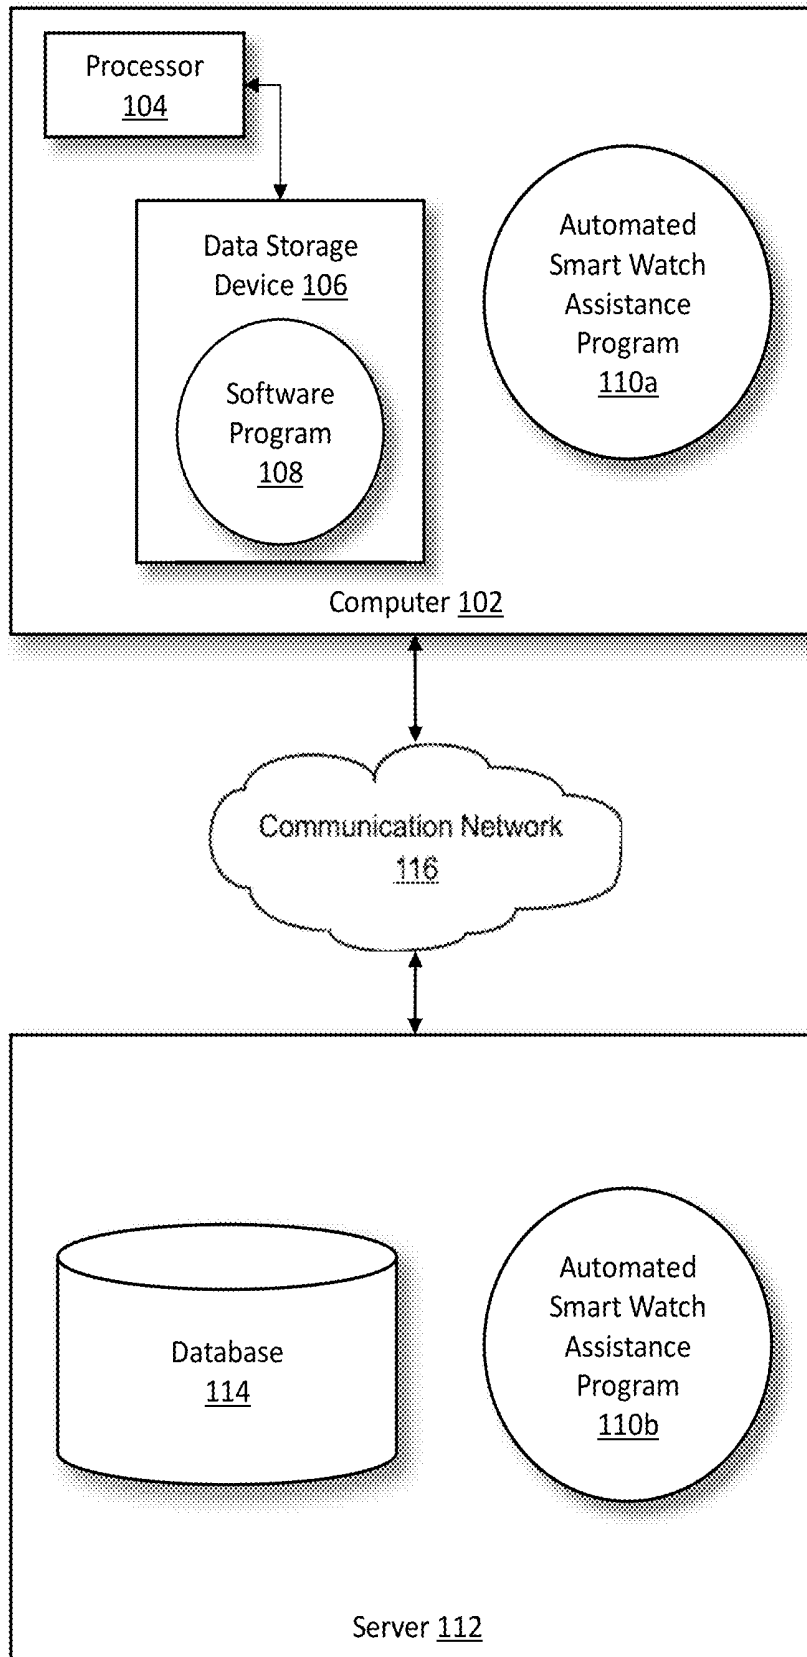 Processor
104
Data Storage
Device 106
Software
Program
108
Automated
Smart Watch
Assistance
Program
110a
Computer 102
Communication Network
116
Database
114
Automated
Smart Watch
Assistance
Program
110b
Server 112